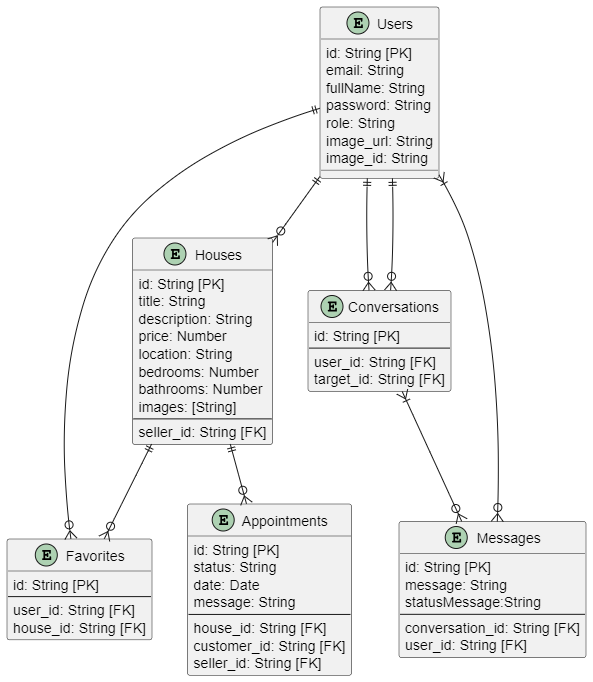 E Users
id: String [PK]
email: String
fullName: String
password: String
role: String
image_url: String
image_id: String
E Houses
id: String [PK]
title: String
description: String
price: Number
location: String
bedrooms: Number
bathrooms: Number
images: [String]
seller_id: String [FK]
E Conversations
id: String [PK]
user_id: String [FK]
target_id: String [FK]
E Favorites
id: String [PK]
user_id: String [FK]
house_id: String [FK]
E Appointments
id: String [PK]
status: String
date: Date
message: String
house_id: String [FK]
customer_id: String [FK]
seller_id: String [FK]
E Messages
id: String [PK]
message: String
statusMessage:String
conversation_id: String [FK]
user_id: String [FK]